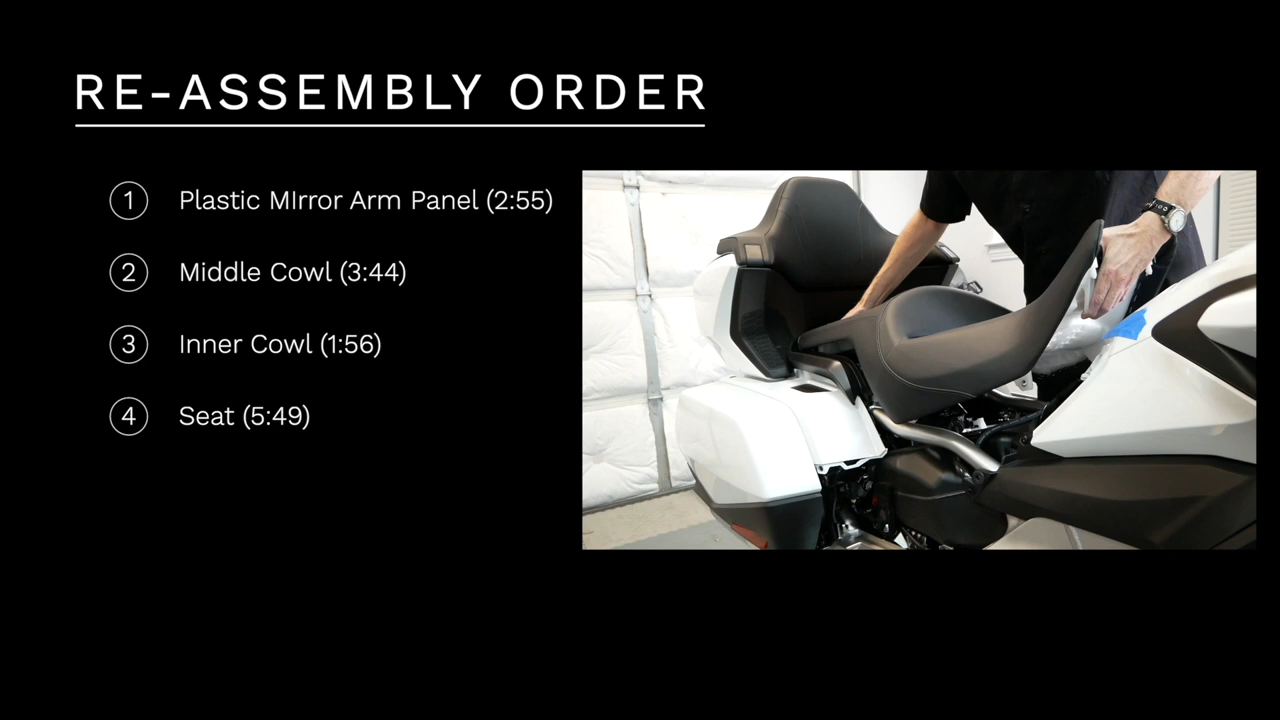 RE-ASSEMBLY ORDER
1 Plastic MIrror Arm Panel (2:55)
2 Middle Cowl (3:44)
3 Inner Cowl (1:56)
4 Seat (5:49)